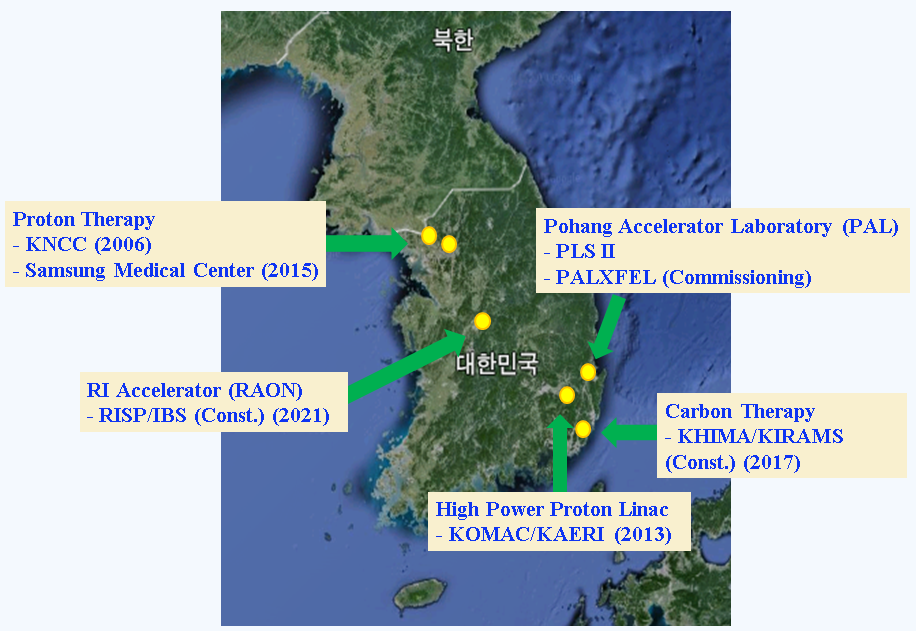 북한
Proton Therapy
- KNCC (2006)
- Samsung Medical Center (2015)
Pohang Accelerator Laboratory (PAL)
- PLS II
- PALXFEL (Commissioning)
대한민국
RI Accelerator (RAON)
- RISP/IBS (Const.) (2021)
Carbon Therapy
- KHIMA/KIRAMS
(Const.) (2017)
High Power Proton Linac
- KOMAC/KAERI (2013)